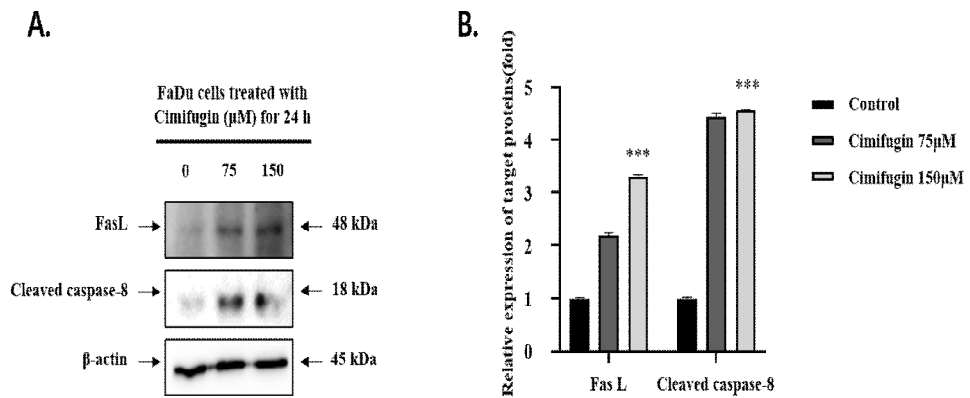 A.
FaDu cells treated with
Cimifugin (μM) for 24 h
0 75 150
FasL 48 kDa
Cleaved caspase-8 18 kDa
β-actin 45 kDa
B.
Relative expression of target proteins(fold)
5
4
3
2
1
0
***
***
Fas L Cleaved caspase-8
Control
Cimifugin 75μM
Cimifugin 150μM